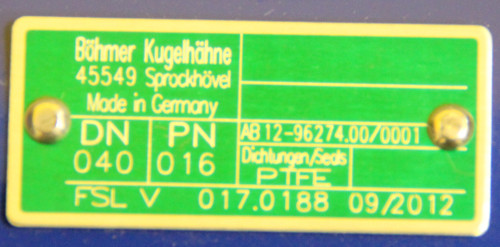 Böhmer Kugelhähne
45549 Sprockhövel
Made in Germany
DN PN AB 12-96274.00/0001
040 016 Dichtungen/Seals
PTFE
FSL V 017.0188 09/2012